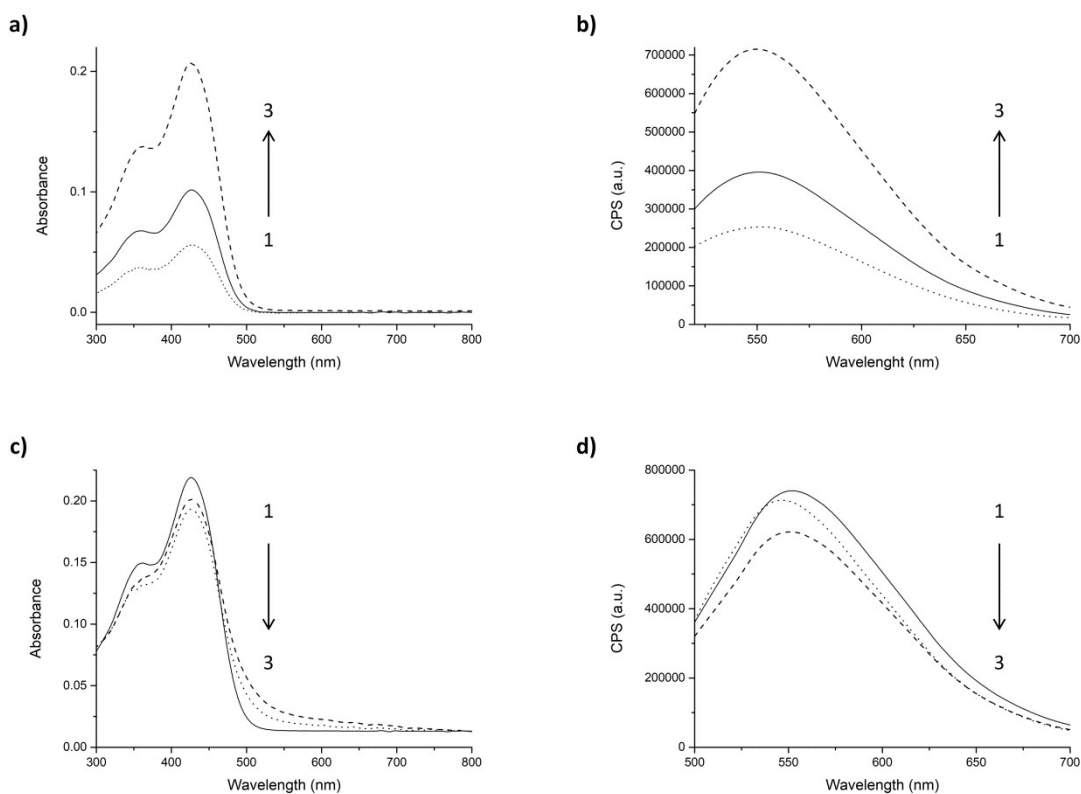 a)
Absorbance
0.2
0.1
0.0
300 400 500 600 700 800
Wavelength (nm)
3
1
b)
CPS (a.u.)
700000
600000
500000
400000
300000
200000
100000
0
550 600 650 700
Wavelenght (nm)
3
1
c)
Absorbance
0.20
0.15
0.10
0.05
0.00
300 400 500 600 700 800
Wavelength (nm)
1
3
d)
CPS (a.u.)
800000
600000
400000
200000
0
500 550 600 650 700
Wavelength (nm)
1
3